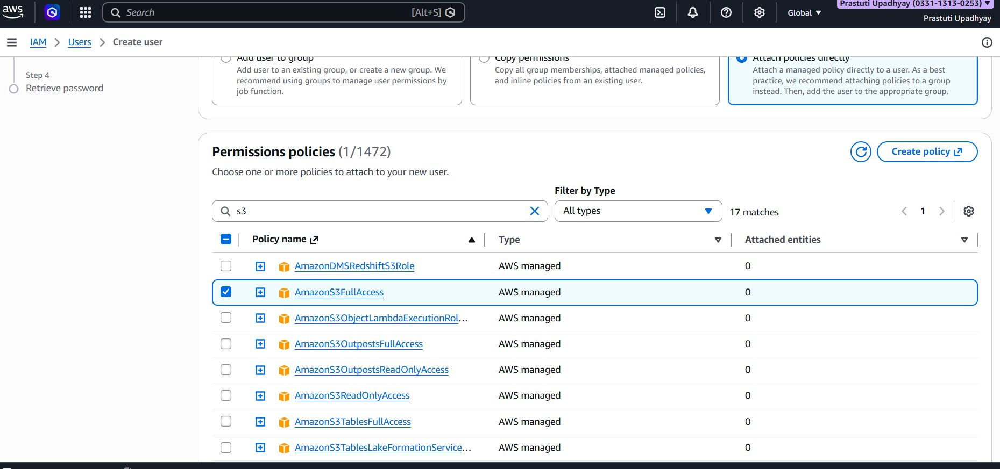 aws
Search [Alt+S]
Global
Prastuti Upadhyay (0331-1313-0253)
Prastuti Upadhyay
IAM > Users > Create user
Step 4
Retrieve password
Add user to group
Add user to an existing group, or create a new group. We
recommend using groups to manage user permissions by
job function.
Copy permissions
Copy all group memberships, attached managed policies,
and inline policies from an existing user.
Attach policies directly
Attach a managed policy directly to a user. As a best
practice, we recommend attaching policies to a group
instead. Then, add the user to the appropriate group.
Permissions policies (1/1472)
Create policy
Choose one or more policies to attach to your new user.
Filter by Type
s3
All types
17 matches
1
Policy name Type Attached entities
AmazonDMSRedshiftS3Role AWS managed 0
AmazonS3FullAccess AWS managed 0
AmazonS3ObjectLambdaExecutionRol... AWS managed 0
AmazonS3OutpostsFullAccess AWS managed 0
AmazonS3OutpostsReadOnlyAccess AWS managed 0
AmazonS3ReadOnlyAccess AWS managed 0
AmazonS3TablesFullAccess AWS managed 0
AmazonS3TablesLakeFormationService... AWS managed 0